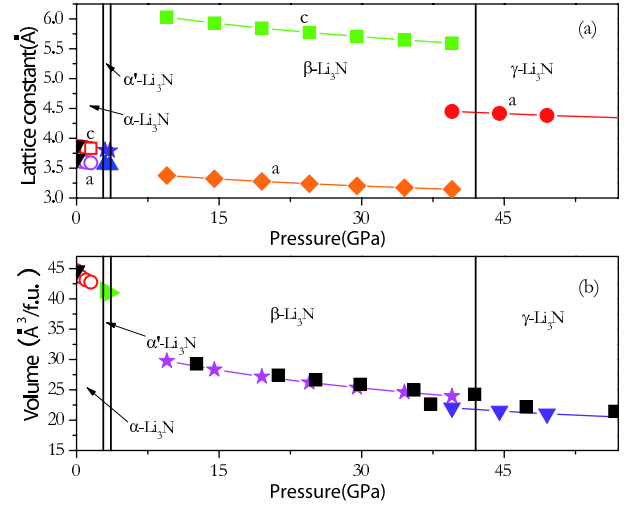 Lattice constant(Å)
6.0
5.5
5.0
4.5
4.0
3.5
3.0
c
(a)
α'-Li₃N
β-Li₃N
γ-Li₃N
α-Li₃N
a
c
a
a
0
15
30
45
Pressure(GPa)
Volume (Å³/f.u.)
45
40
35
30
25
20
15
(b)
β-Li₃N
γ-Li₃N
α'-Li₃N
α-Li₃N
0
15
30
45
Pressure(GPa)